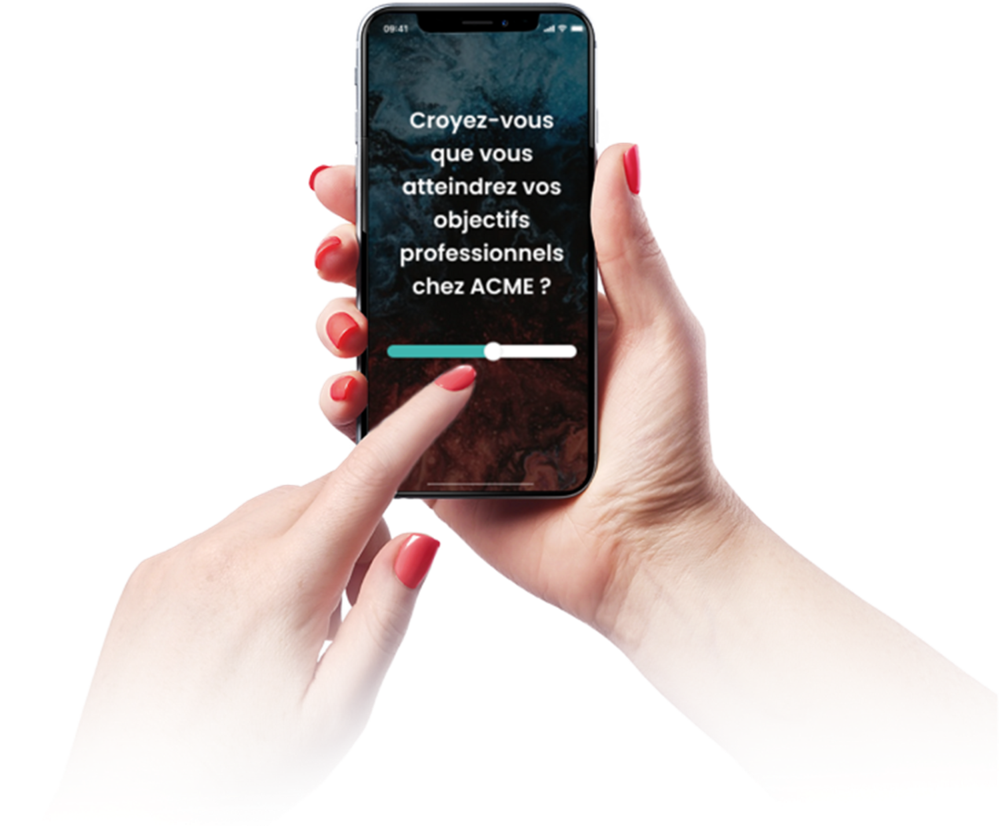 09:41
Croyez-vous
que vous
atteindrez vos
objectifs
professionnels
chez ACME ?